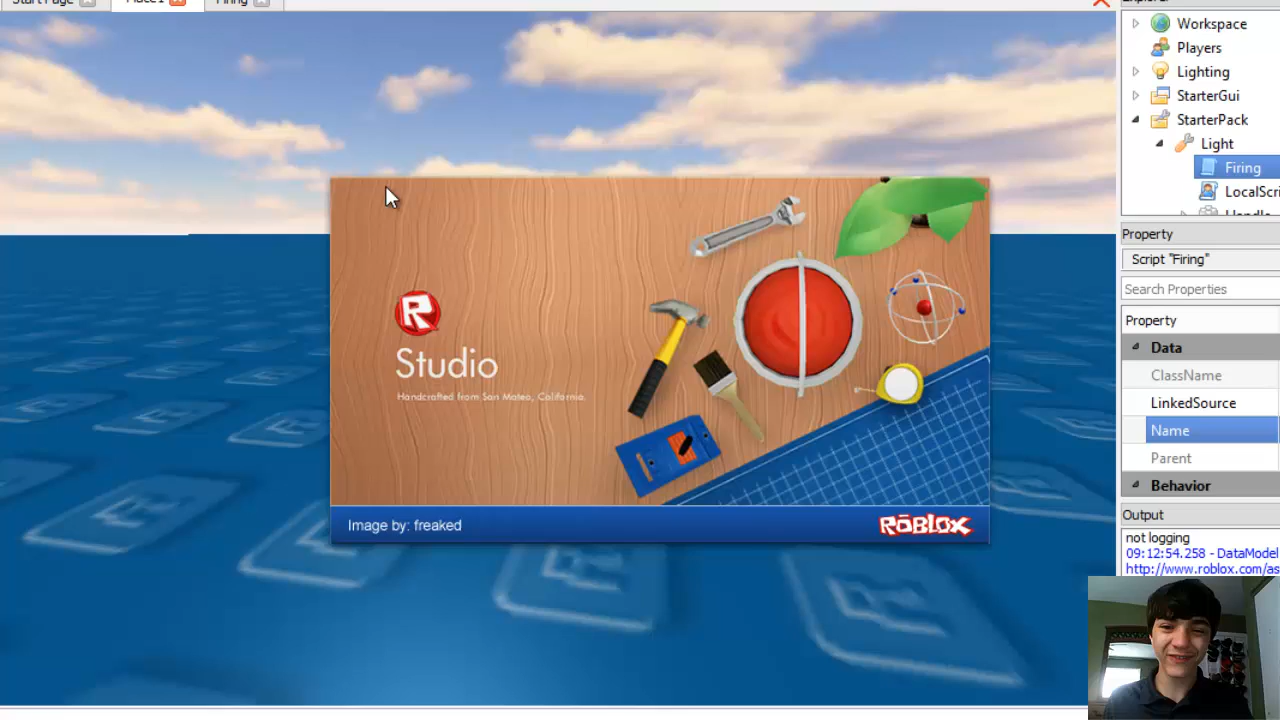 Start Page
Place1
Firing
Explorer
Workspace
Players
Lighting
StarterGui
StarterPack
Light
Firing
LocalScri
Handle
Property
Script "Firing"
Search Properties
Property
Data
ClassName
LinkedSource
Name
Parent
Behavior
Output
not logging
09:12:54.258 - DataModel
http://www.roblox.com/as
R
Studio
Handcrafted from San Mateo, California.
Image by: freaked
ROBLOX